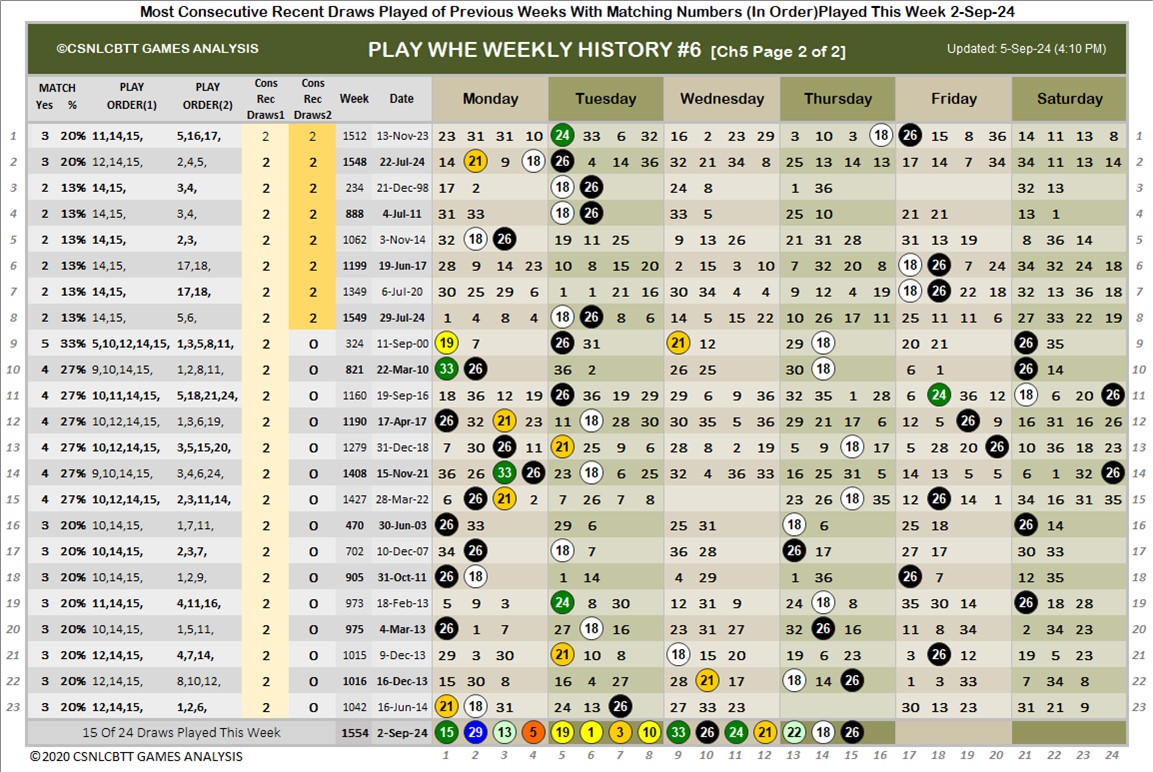 Most Consecutive Recent Draws Played of Previous Weeks With Matching Numbers (In Order)Played This Week 2-Sep-24
©CSNLCBTT GAMES ANALYSIS PLAY WHE WEEKLY HISTORY #6 [Ch5 Page 2 of 2] Updated: 5-Sep-24 (4:10 PM)
MATCH PLAY PLAY Cons Cons
Yes % ORDER(1) ORDER(2) Rec Rec Week Date Monday Tuesday Wednesday Thursday Friday Saturday
Draws1 Draws2
1 3 20% 11,14,15, 5,16,17, 2 2 1512 13-Nov-23 23 31 31 10 24 33 6 32 16 2 23 29 3 10 3 18 26 15 8 36 14 11 13 8 1
2 3 20% 12,14,15, 2,4,5, 2 2 1548 22-Jul-24 14 21 9 18 26 4 14 36 32 21 34 8 25 13 14 13 17 14 7 34 34 11 13 14 2
3 2 13% 14,15, 3,4, 2 2 234 21-Dec-98 17 2 18 26 24 8 1 36 32 13 3
4 2 13% 14,15, 3,4, 2 2 888 4-Jul-11 31 33 18 26 33 5 25 10 21 21 13 1 4
5 2 13% 14,15, 2,3, 2 2 1062 3-Nov-14 32 18 26 19 11 25 9 13 26 21 31 28 31 13 19 8 36 14 5
6 2 13% 14,15, 17,18, 2 2 1199 19-Jun-17 28 9 14 23 10 8 15 20 2 15 3 10 7 32 20 8 18 26 7 24 34 32 24 18 6
7 2 13% 14,15, 17,18, 2 2 1349 6-Jul-20 30 25 29 6 1 1 21 16 30 34 4 4 9 12 4 19 18 26 22 18 32 13 36 18 7
8 2 13% 14,15, 5,6, 2 2 1549 29-Jul-24 1 4 8 4 18 26 8 6 14 5 15 22 10 26 17 11 25 11 11 6 27 33 22 19 8
9 5 33% 5,10,12,14,15, 1,3,5,8,11, 2 0 324 11-Sep-00 19 7 26 31 21 12 29 18 20 21 26 35 9
10 4 27% 9,10,14,15, 1,2,8,11, 2 0 821 22-Mar-10 33 26 36 2 26 25 30 18 6 1 26 14 10
11 4 27% 10,11,14,15, 5,18,21,24, 2 0 1160 19-Sep-16 18 36 12 19 26 36 19 29 29 6 9 36 32 35 1 28 6 24 36 12 18 6 20 26 11
12 4 27% 10,12,14,15, 1,3,6,19, 2 0 1190 17-Apr-17 26 32 21 23 11 18 28 30 30 35 5 36 29 21 17 6 12 5 26 9 16 31 16 26 12
13 4 27% 10,12,14,15, 3,5,15,20, 2 0 1279 31-Dec-18 7 30 26 11 21 25 9 6 28 8 2 19 5 9 18 17 5 28 20 26 10 36 18 23 13
14 4 27% 9,10,14,15, 3,4,6,24, 2 0 1408 15-Nov-21 36 26 33 26 23 18 6 25 32 4 36 33 16 25 31 5 14 13 5 5 6 1 32 26 14
15 4 27% 10,12,14,15, 2,3,11,14, 2 0 1427 28-Mar-22 6 26 21 2 7 26 7 8 23 26 18 35 12 26 14 1 34 16 31 35 15
16 3 20% 10,14,15, 1,7,11, 2 0 470 30-Jun-03 26 33 29 6 25 31 18 6 25 18 26 14 16
17 3 20% 10,14,15, 2,3,7, 2 0 702 10-Dec-07 34 26 18 7 36 28 26 17 27 17 30 33 17
18 3 20% 10,14,15, 1,2,9, 2 0 905 31-Oct-11 26 18 1 14 4 29 1 36 26 7 12 35 18
19 3 20% 11,14,15, 4,11,16, 2 0 973 18-Feb-13 5 9 3 24 8 30 12 31 9 24 18 8 35 30 14 26 18 28 19
20 3 20% 10,14,15, 1,5,11, 2 0 975 4-Mar-13 26 1 7 27 18 16 23 31 27 32 26 16 11 8 34 2 34 23 20
21 3 20% 12,14,15, 4,7,14, 2 0 1015 9-Dec-13 29 3 30 21 10 8 18 15 20 19 6 23 3 26 12 19 5 23 21
22 3 20% 12,14,15, 8,10,12, 2 0 1016 16-Dec-13 15 30 8 16 4 27 28 21 17 18 14 26 1 3 33 7 34 8 22
23 3 20% 12,14,15, 1,2,6, 2 0 1042 16-Jun-14 21 18 31 24 13 26 27 33 23 30 13 23 31 21 9 23
15 Of 24 Draws Played This Week 1554 2-Sep-24 15 29 13 5 19 1 3 10 33 26 24 21 22 18 26
©2020 CSNLCBTT GAMES ANALYSIS 1 2 3 4 5 6 7 8 9 10 11 12 13 14 15 16 17 18 19 20 21 22 23 24